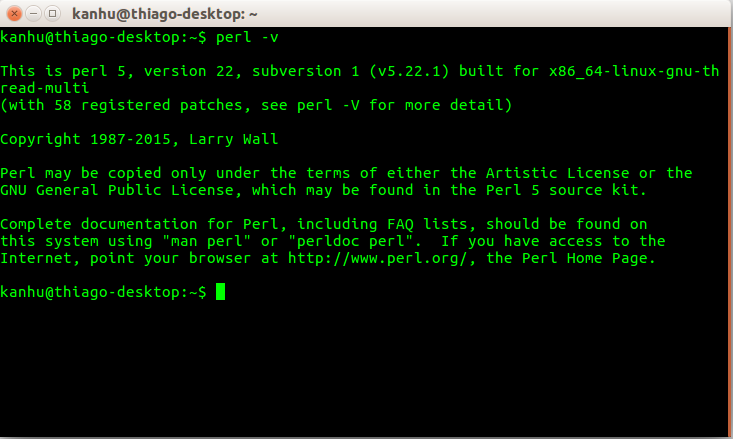 kanhu@thiago-desktop: ~
kanhu@thiago-desktop:~$ perl -v
This is perl 5, version 22, subversion 1 (v5.22.1) built for x86_64-linux-gnu-th
read-multi
(with 58 registered patches, see perl -V for more detail)
Copyright 1987-2015, Larry Wall
Perl may be copied only under the terms of either the Artistic License or the
GNU General Public License, which may be found in the Perl 5 source kit.
Complete documentation for Perl, including FAQ lists, should be found on
this system using "man perl" or "perldoc perl".  If you have access to the
Internet, point your browser at http://www.perl.org/, the Perl Home Page.
kanhu@thiago-desktop:~$